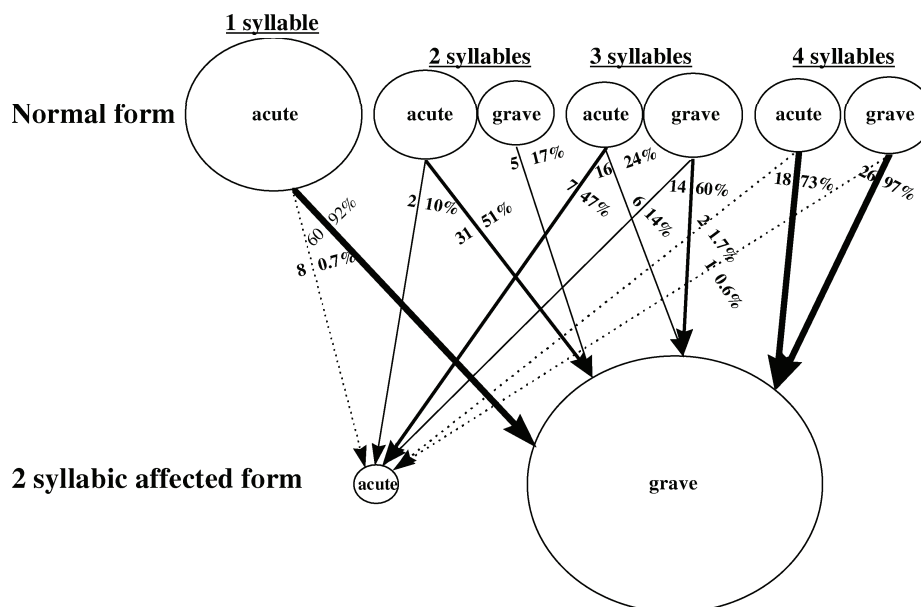 1 syllable
2 syllables 3 syllables 4 syllables
Normal form
acute acute grave acute grave acute grave
5 17%
16 24%
18 73%
26 97%
7 47%
14 60%
2 10%
6 14%
60 92%
31 51%
2 1.7%
8 0.7%
1 0.6%
2 syllabic affected form
acute grave